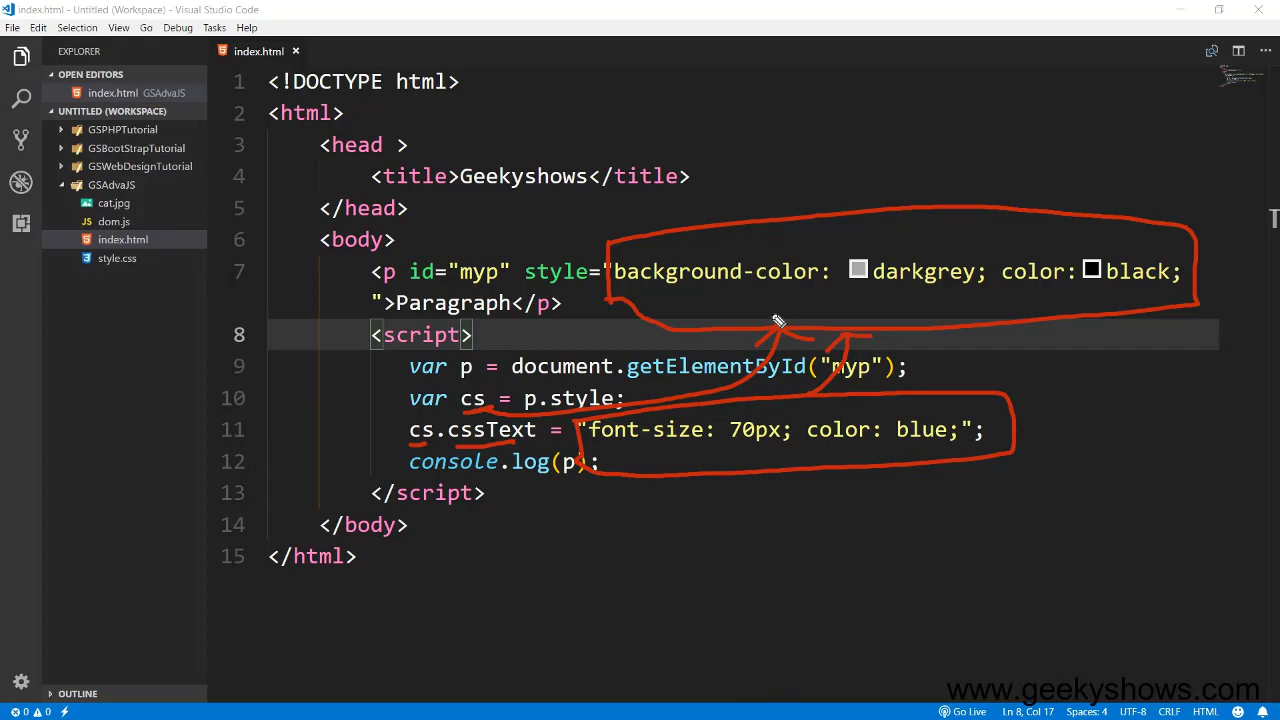 index.html - Untitled (Workspace) - Visual Studio Code
File Edit Selection View Go Debug Tasks Help
EXPLORER
OPEN EDITORS
index.html GSAdvaJS
UNTITLED (WORKSPACE)
GSPHPTutorial
GSBootStrapTutorial
GSWebDesignTutorial
GSAdvaJS
cat.jpg
dom.js
index.html
style.css
OUTLINE
index.html
1 <!DOCTYPE html>
2 <html>
3 <head >
4 <title>Geekyshows</title>
5 </head>
6 <body>
7 <p id="myp" style="background-color: darkgrey; color: black;
">Paragraph</p>
8 <script>
9 var p = document.getElementById("myp");
10 var cs = p.style;
11 cs.cssText = "font-size: 70px; color: blue;";
12 console.log(p);
13 </script>
14 </body>
15 </html>
www.geekyshows.com
0 0 Go Live Ln 8, Col 17 Spaces: 4 UTF-8 CRLF HTML